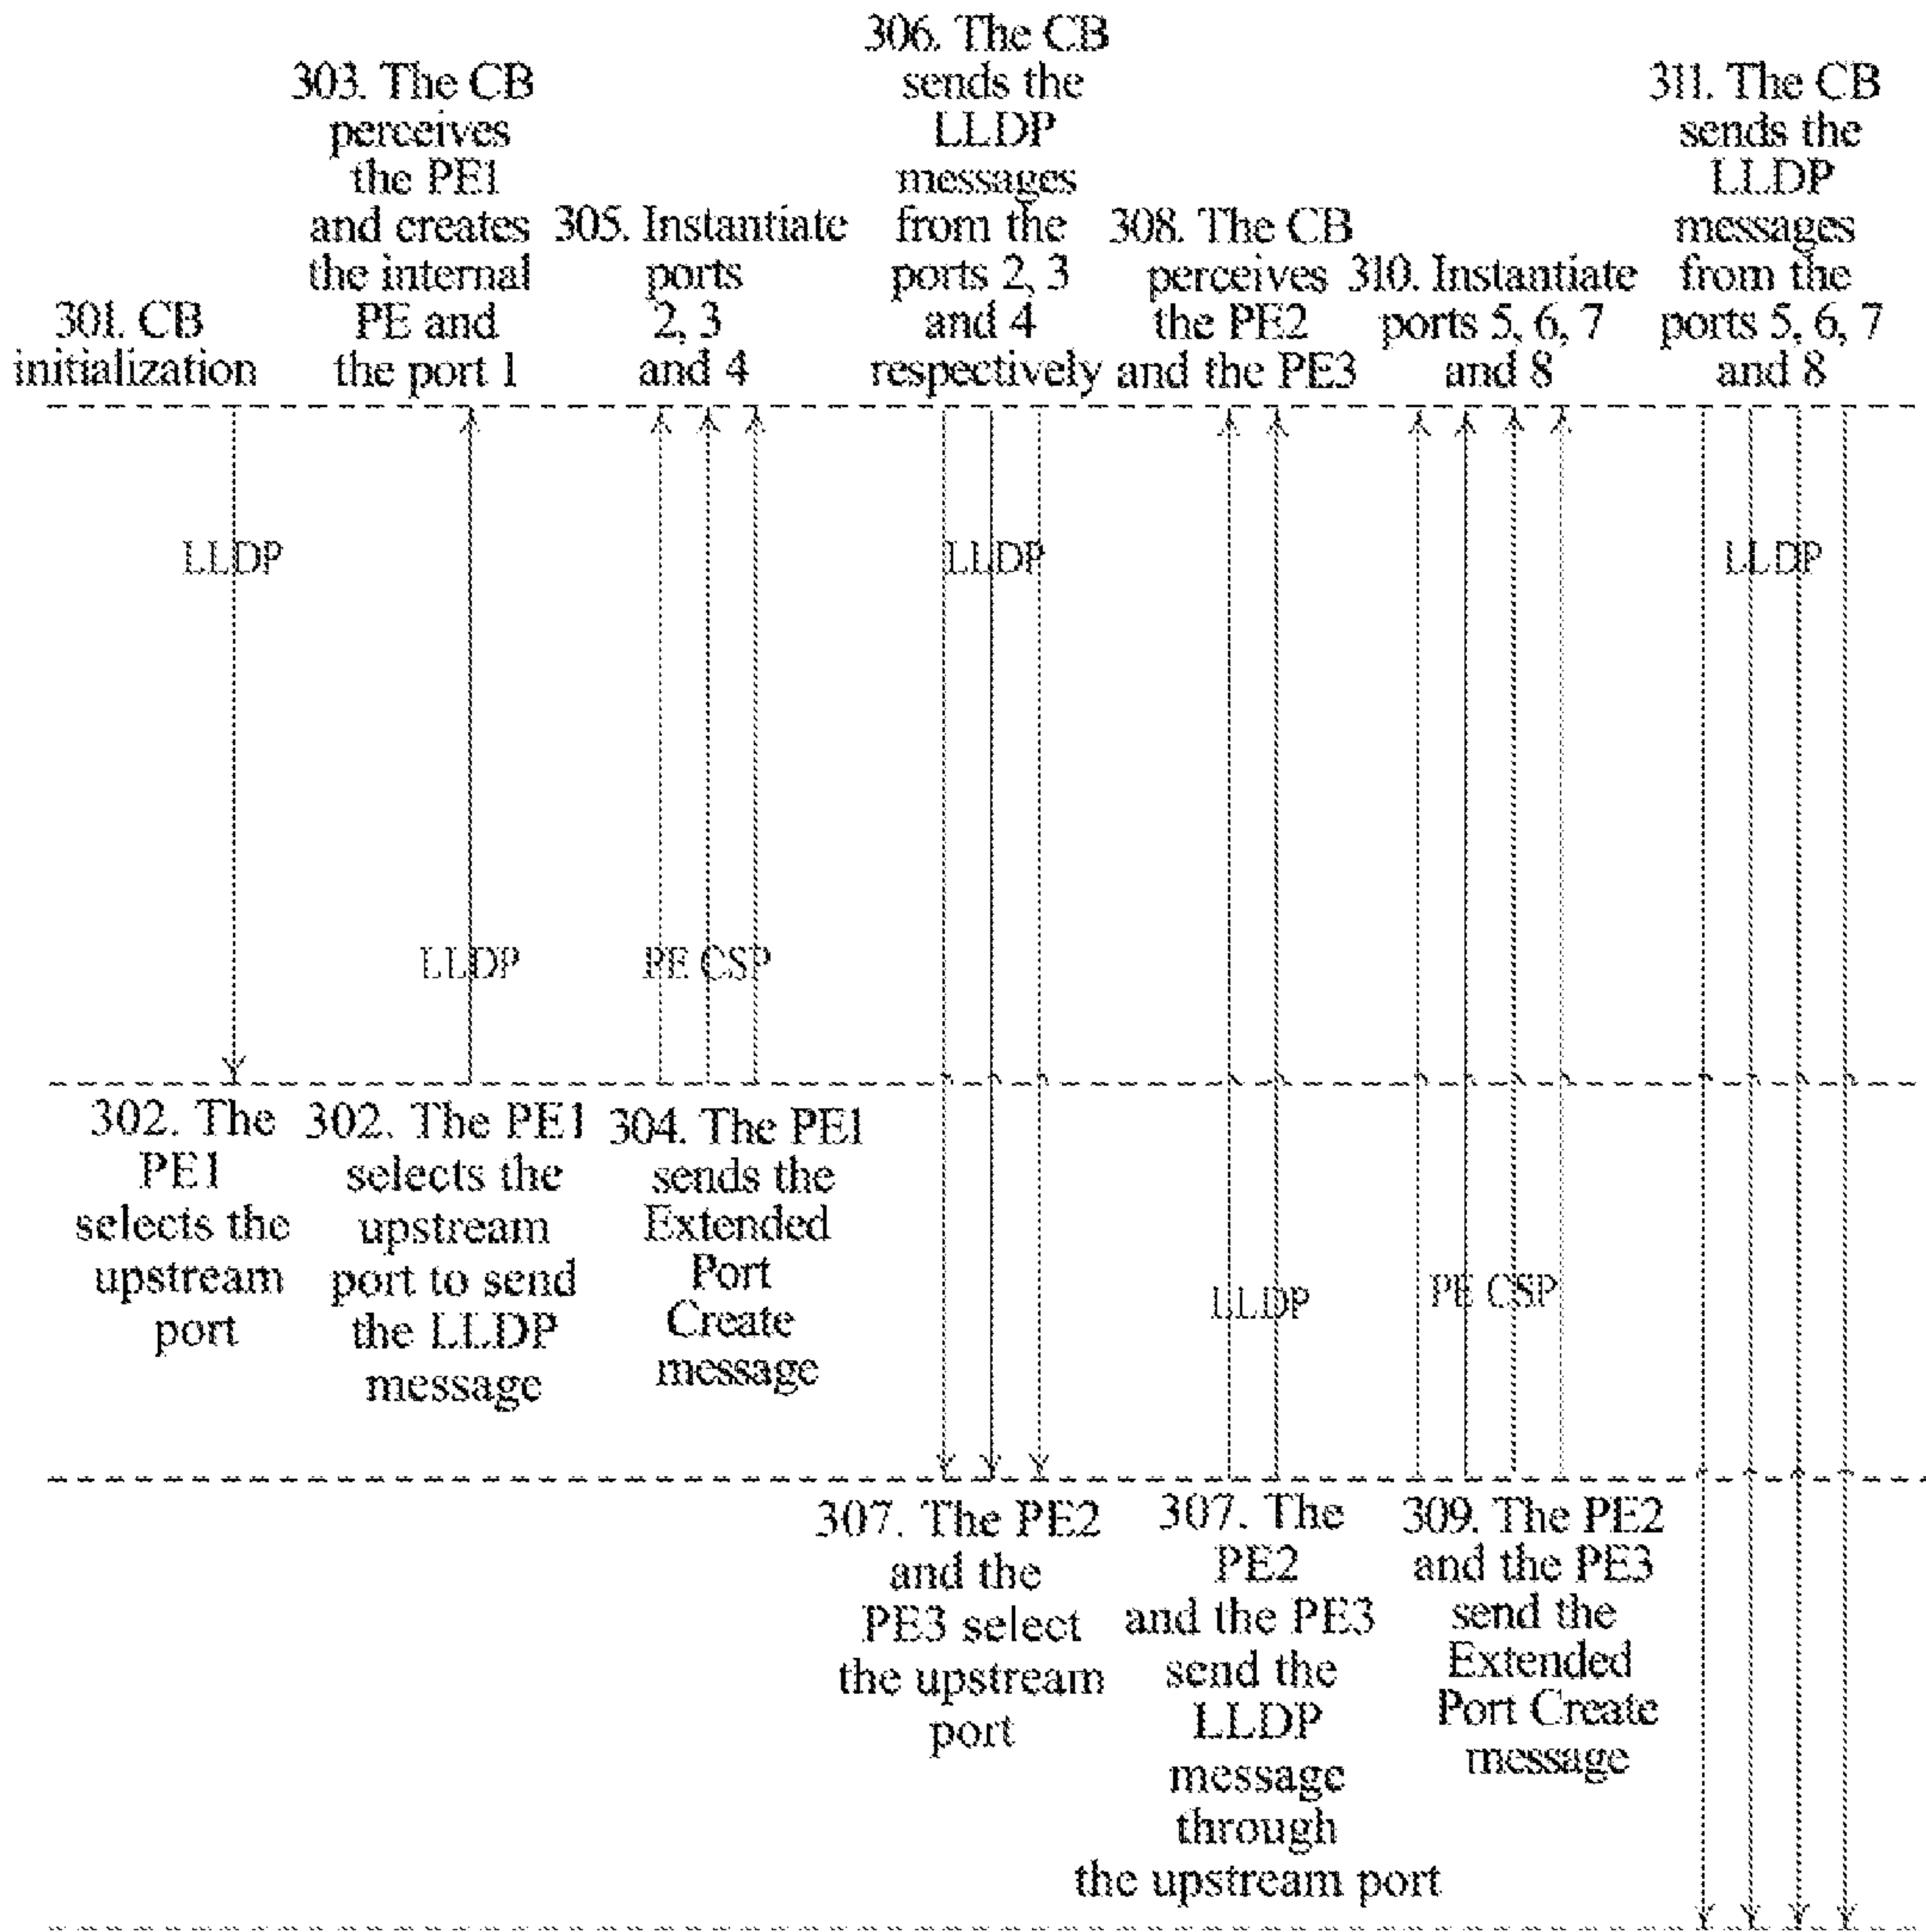 301. CB
initialization
303. The CB
perceives
the PE1
and creates
the internal
PE and
the port 1
305. Instantiate
ports
2, 3
and 4
306. The CB
sends the
LLDP
messages
from the
ports 2, 3
and 4
respectively
308. The CB
perceives
the PE2
and the PE3
310. Instantiate
ports 5, 6, 7
and 8
311. The CB
sends the
LLDP
messages
from the
ports 5, 6, 7
and 8
LLDP
LLDP
LLDP
LLDP
PE CSP
302. The
PE1
selects the
upstream
port
302. The PE1
selects the
upstream
port to send
the LLDP
message
304. The PE1
sends the
Extended
Port
Create
message
LLDP
PE CSP
307. The PE2
and the
PE3 select
the upstream
port
307. The
PE2
and the PE3
send the
LLDP
message
through
the upstream port
309. The PE2
and the PE3
send the
Extended
Port Create
message